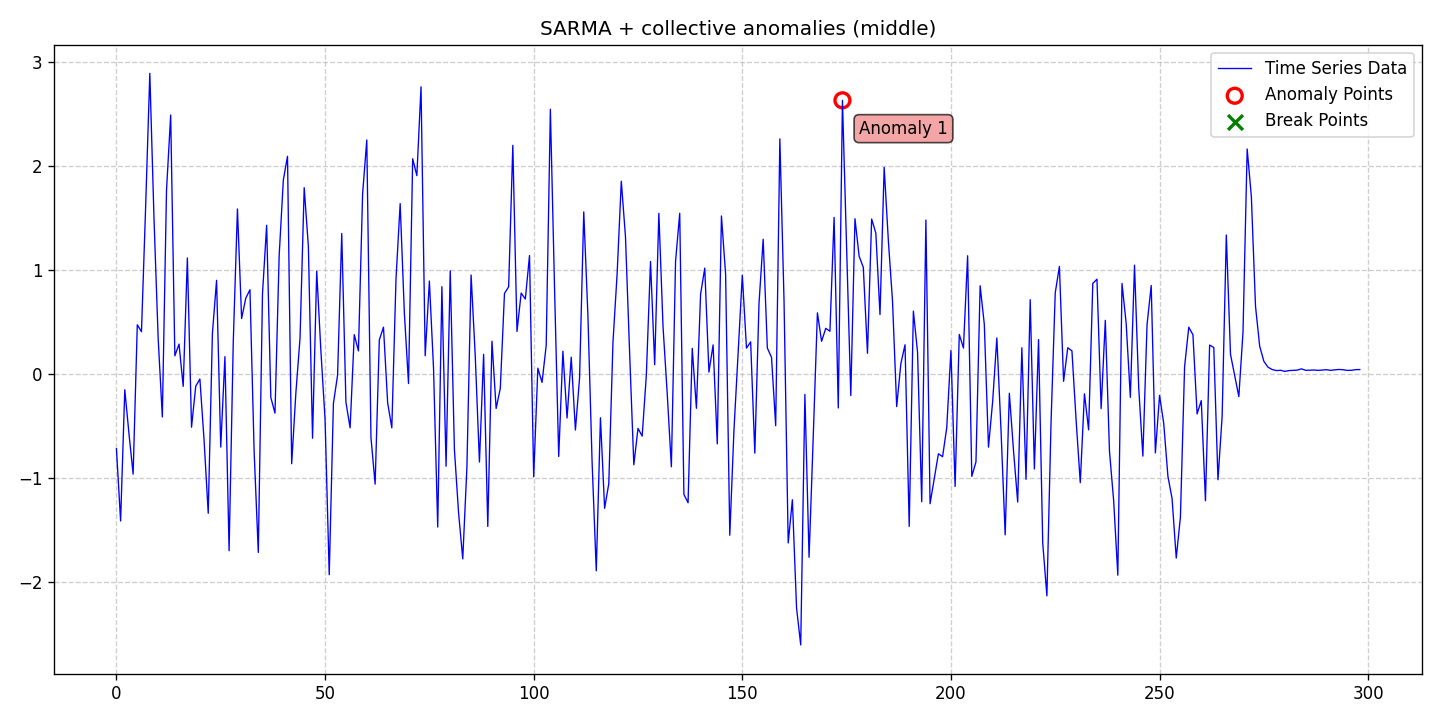 SARMA + collective anomalies (middle)
Time Series Data
Anomaly Points
Break Points
Anomaly 1
3
2
1
0
−1
−2
0 50 100 150 200 250 300